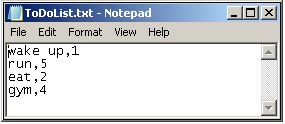 ToDoList.txt - Notepad
File Edit Format View Help
wake up,1
run,5
eat,2
gym,4